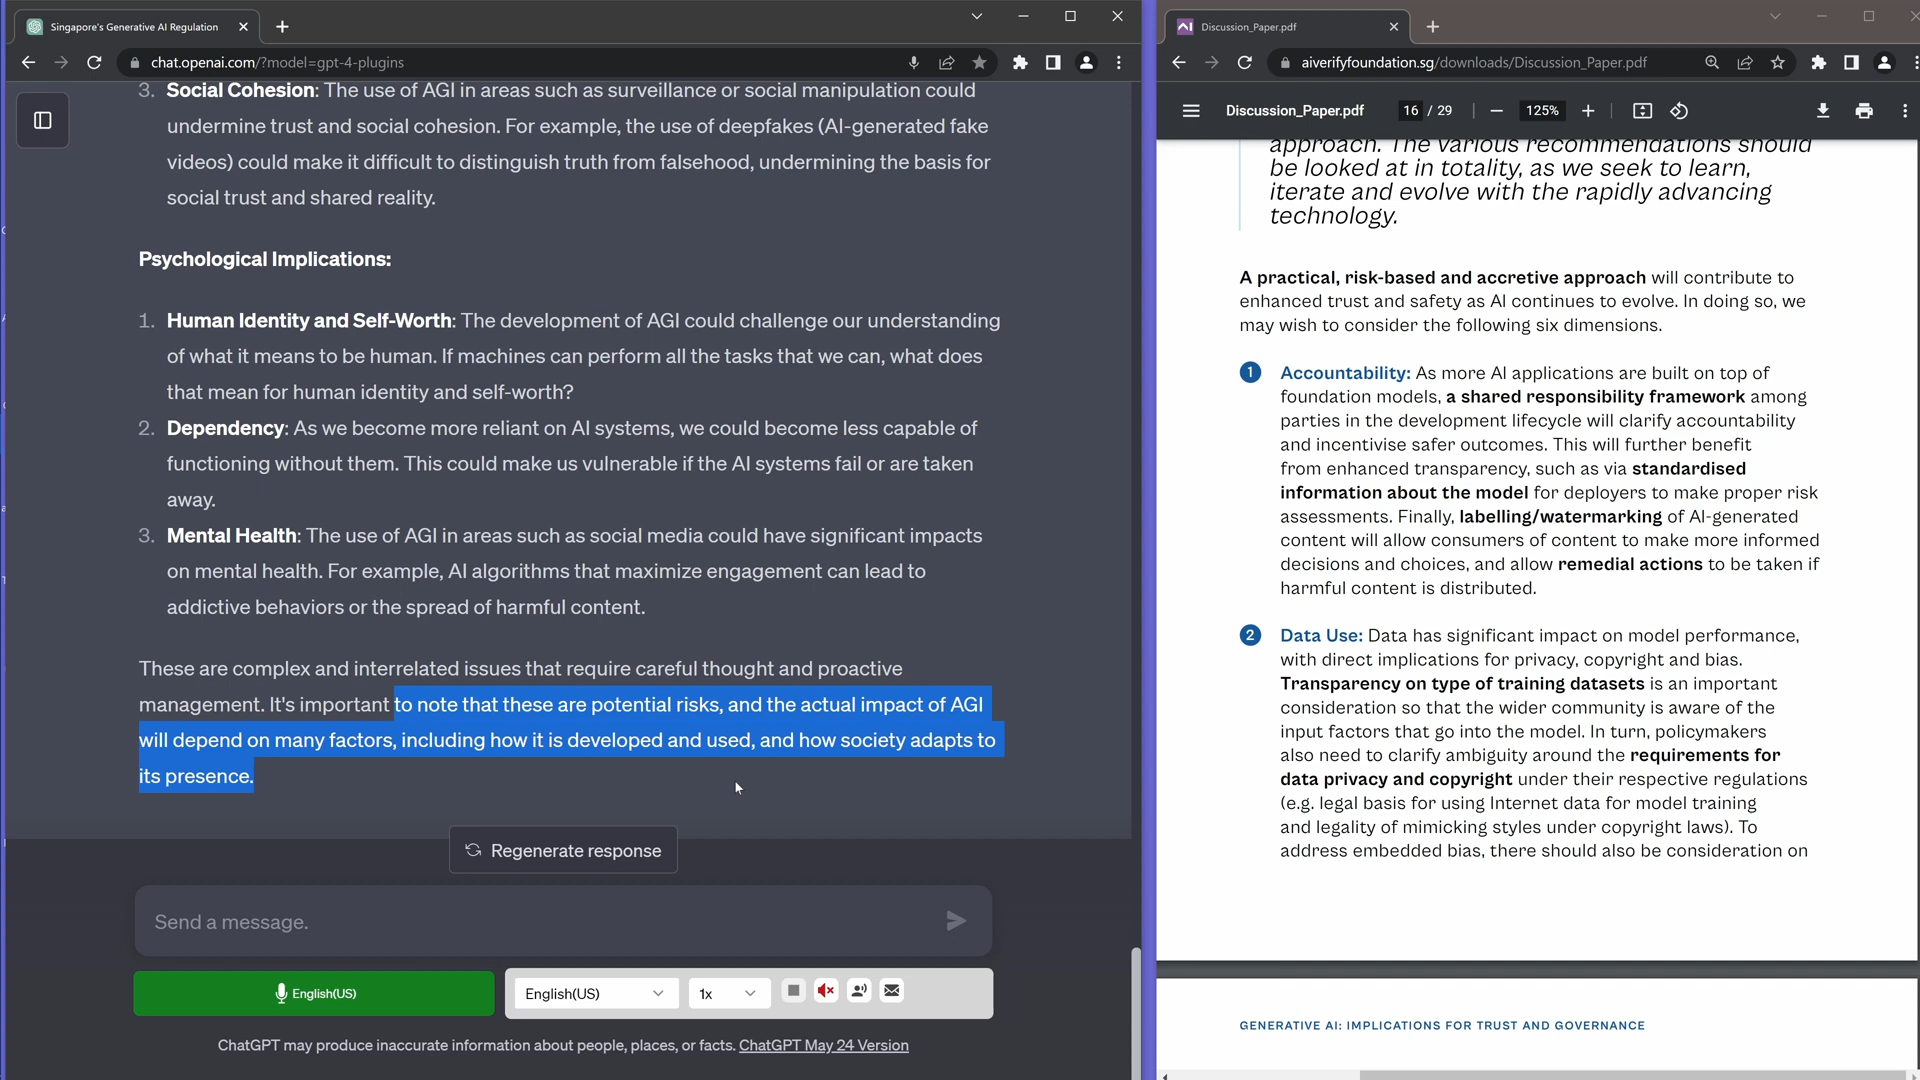 Singapore's Generative AI Regulation
chat.openai.com/?model=gpt-4-plugins
3. Social Cohesion: The use of AGI in areas such as surveillance or social manipulation could
undermine trust and social cohesion. For example, the use of deepfakes (AI-generated fake
videos) could make it difficult to distinguish truth from falsehood, undermining the basis for
social trust and shared reality.
Psychological Implications:
1. Human Identity and Self-Worth: The development of AGI could challenge our understanding
of what it means to be human. If machines can perform all the tasks that we can, what does
that mean for human identity and self-worth?
2. Dependency: As we become more reliant on AI systems, we could become less capable of
functioning without them. This could make us vulnerable if the AI systems fail or are taken
away.
3. Mental Health: The use of AGI in areas such as social media could have significant impacts
on mental health. For example, AI algorithms that maximize engagement can lead to
addictive behaviors or the spread of harmful content.
These are complex and interrelated issues that require careful thought and proactive
management. It's important to note that these are potential risks, and the actual impact of AGI
will depend on many factors, including how it is developed and used, and how society adapts to
its presence.
Regenerate response
Send a message.
English(US)
English(US)
1x
ChatGPT may produce inaccurate information about people, places, or facts. ChatGPT May 24 Version
Discussion_Paper.pdf
aiverifyfoundation.sg/downloads/Discussion_Paper.pdf
Discussion_Paper.pdf
16 / 29
125%
approach. The various recommendations should
be looked at in totality, as we seek to learn,
iterate and evolve with the rapidly advancing
technology.
A practical, risk-based and accretive approach will contribute to
enhanced trust and safety as AI continues to evolve. In doing so, we
may wish to consider the following six dimensions.
1 Accountability: As more AI applications are built on top of
foundation models, a shared responsibility framework among
parties in the development lifecycle will clarify accountability
and incentivise safer outcomes. This will further benefit
from enhanced transparency, such as via standardised
information about the model for deployers to make proper risk
assessments. Finally, labelling/watermarking of AI-generated
content will allow consumers of content to make more informed
decisions and choices, and allow remedial actions to be taken if
harmful content is distributed.
2 Data Use: Data has significant impact on model performance,
with direct implications for privacy, copyright and bias.
Transparency on type of training datasets is an important
consideration so that the wider community is aware of the
input factors that go into the model. In turn, policymakers
also need to clarify ambiguity around the requirements for
data privacy and copyright under their respective regulations
(e.g. legal basis for using Internet data for model training
and legality of mimicking styles under copyright laws). To
address embedded bias, there should also be consideration on
GENERATIVE AI: IMPLICATIONS FOR TRUST AND GOVERNANCE